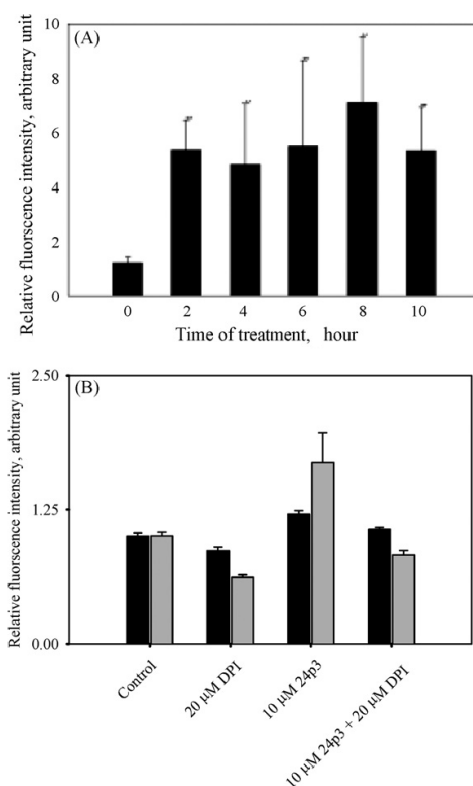 (A)
Relative fluorscence intensity, arbitrary unit
10
8
6
4
2
0
0 2 4 6 8 10
Time of treatment, hour
(B)
Relative fluorescence intensity, arbitrary unit
2.50
1.25
0.00
Control
20 µM DPI
10 µM 24p3
10 µM 24p3 + 20 µM DPI